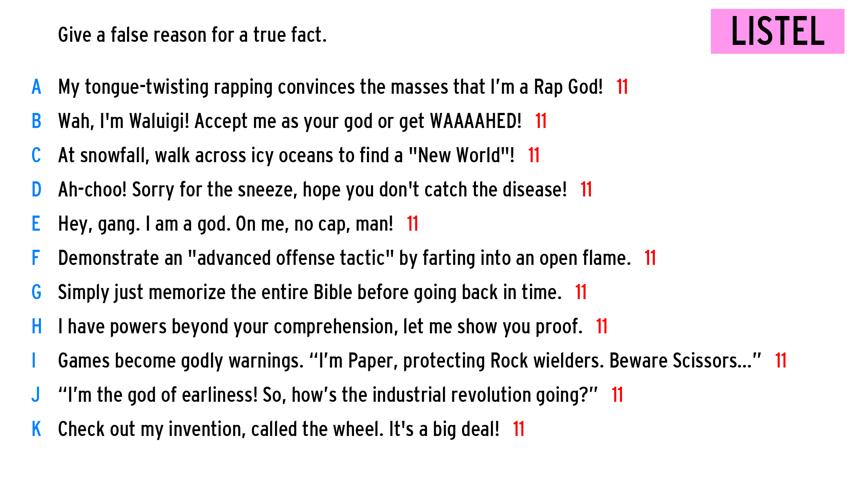 Give a false reason for a true fact.
LISTEL
A My tongue-twisting rapping convinces the masses that I’m a Rap God! 11
B Wah, I'm Waluigi! Accept me as your god or get WAAAAHED! 11
C At snowfall, walk across icy oceans to find a "New World"! 11
D Ah-choo! Sorry for the sneeze, hope you don't catch the disease! 11
E Hey, gang. I am a god. On me, no cap, man! 11
F Demonstrate an "advanced offense tactic" by farting into an open flame. 11
G Simply just memorize the entire Bible before going back in time. 11
H I have powers beyond your comprehension, let me show you proof. 11
I Games become godly warnings. “I’m Paper, protecting Rock wielders. Beware Scissors...” 11
J “I’m the god of earliness! So, how’s the industrial revolution going?” 11
K Check out my invention, called the wheel. It's a big deal! 11